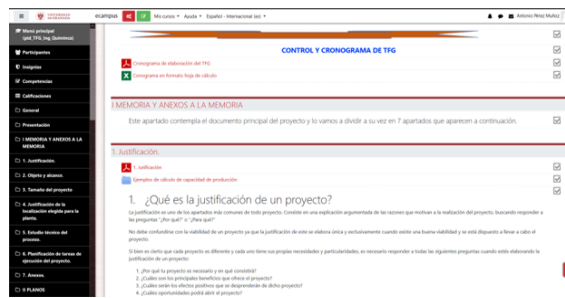 UNIVERSIDAD DE GRANADA
ecampus
Mis cursos
Ayuda
Español - Internacional (es)
Antonio Pérez Muñoz
Menú principal
(pid_TFG_Ing_Química)
Participantes
Insignias
Competencias
Calificaciones
General
Presentación
I MEMORIA Y ANEXOS A LA
MEMORIA
1. Justificación.
2. Objeto y alcance.
3. Tamaño del proyecto
4. Justificación de la
localización elegida para la
planta.
5. Estudio técnico del
proceso.
6. Planificación de tareas de
ejecución del proyecto.
7. Anexos.
II PLANOS
CONTROL Y CRONOGRAMA DE TFG
Cronograma de elaboración del TFG
Cronograma en formato hoja de cálculo
I MEMORIA Y ANEXOS A LA MEMORIA
Este apartado contempla el documento principal del proyecto y lo vamos a dividir a su vez en 7 apartados que aparecen a continuación.
1. Justificación.
1. Justificación
Ejemplos de cálculo de capacidad de producción
1. ¿Qué es la justificación de un proyecto?
La justificación es uno de los apartados más comunes de todo proyecto. Consiste en una explicación argumentada de las razones que motivan a la realización del proyecto, buscando responder a
las preguntas "¿Por qué?" o "¿Para qué?"
No debe confundirse con la viabilidad de un proyecto ya que la justificación de este se elabora única y exclusivamente cuando existe una buena viabilidad y se está dispuesto a llevar a cabo el
proyecto.
Si bien es cierto que cada proyecto es diferente y cada uno tiene sus propias necesidades y particularidades, es necesario responder a todas las siguientes preguntas cuando estés elaborando la
justificación de un proyecto:
1. ¿Por qué tu proyecto es necesario y en qué consistirá?
2. ¿Cuáles son los principales beneficios que ofrece el proyecto?
3. ¿Cuáles serán los efectos positivos que se desprenderán de dicho proyecto?
4. ¿Cuáles oportunidades podrá abrir el proyecto?